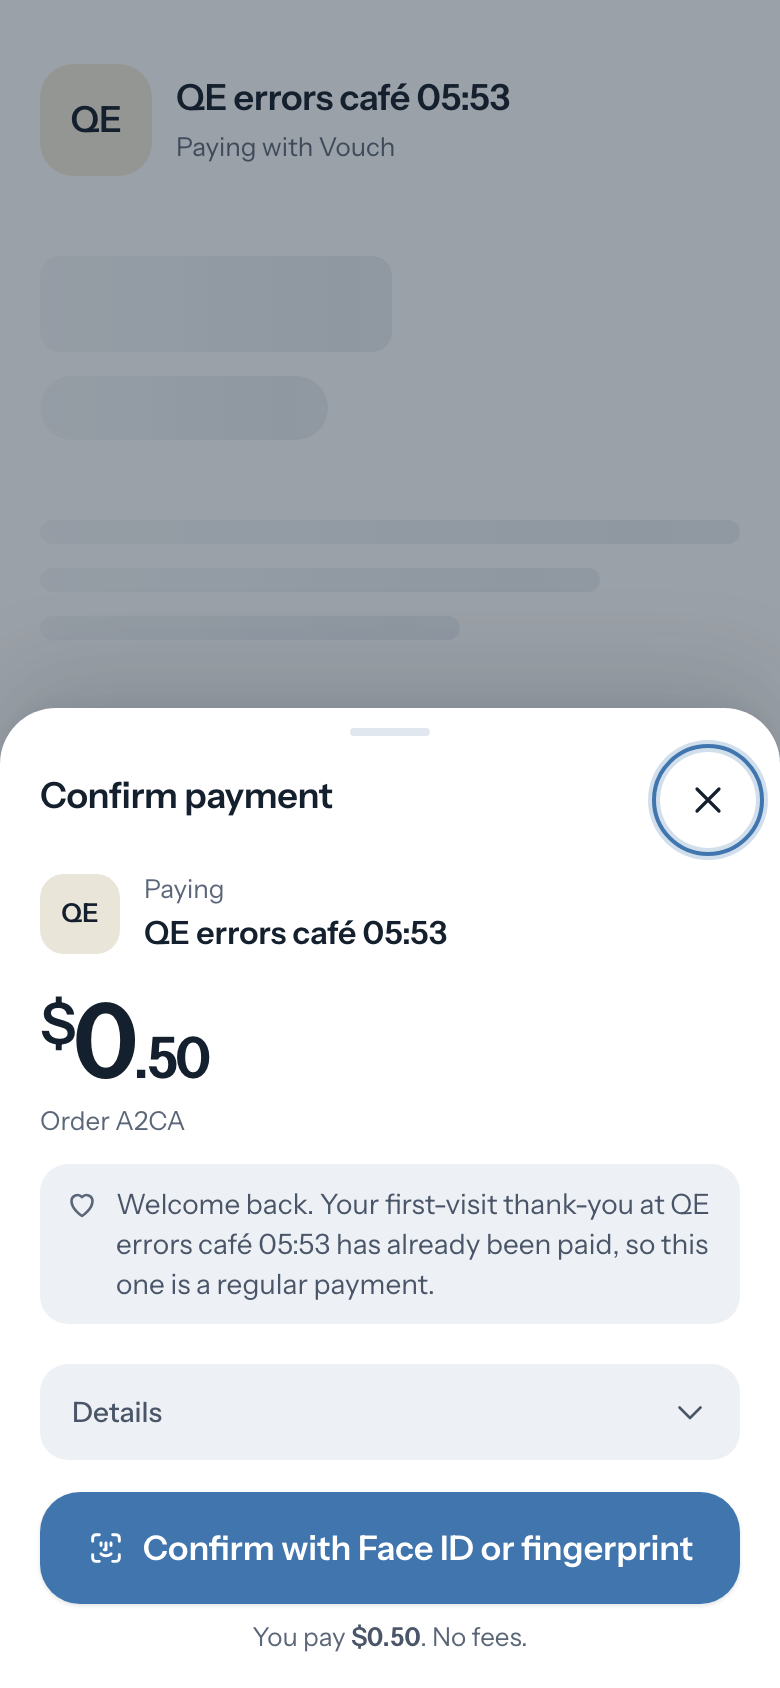 QE
QE errors café 05:53
Paying with Vouch
Confirm payment
QE
Paying
QE errors café 05:53
$0.50
Order A2CA
Welcome back. Your first-visit thank-you at QE
errors café 05:53 has already been paid, so this
one is a regular payment.
Details
Confirm with Face ID or fingerprint
You pay $0.50. No fees.